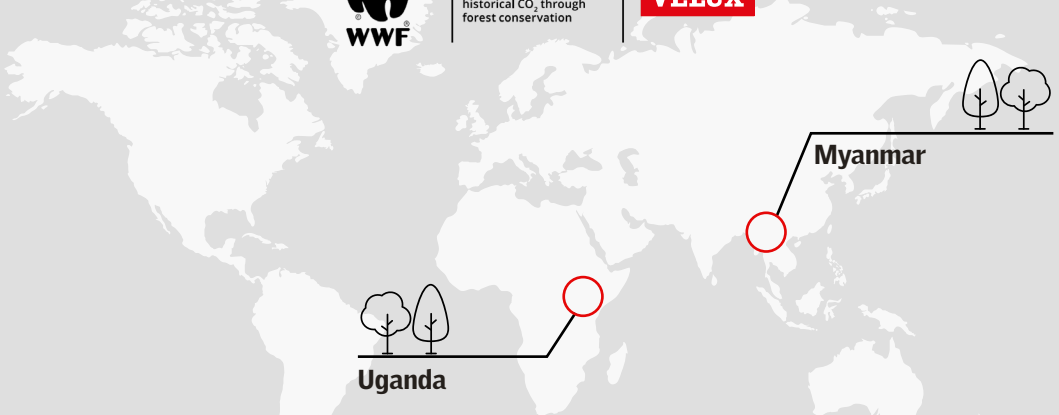 ©
®
WWF
historical CO₂ through
forest conservation
VELUX
Myanmar
Uganda